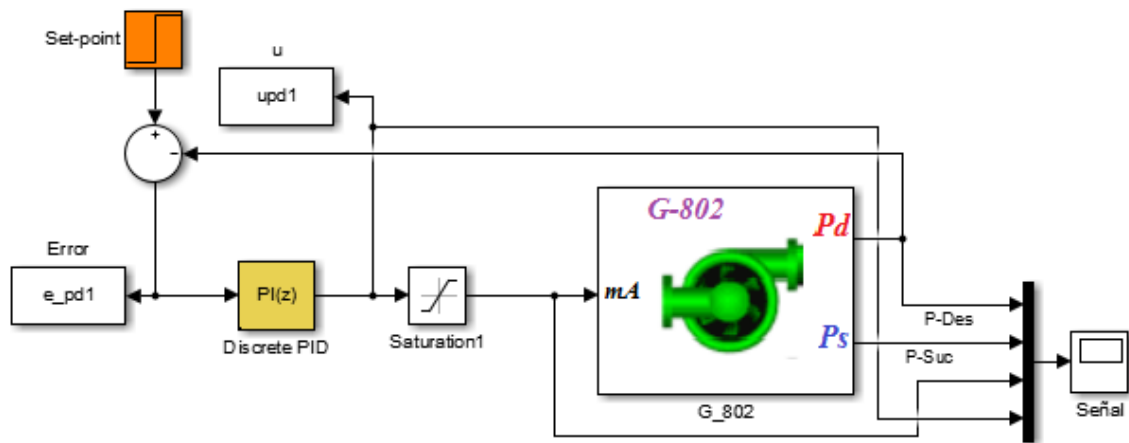 Set-point
u
upd1
+
-
G-802
Pd
Error
e_pd1
PI(z)
mA
Discrete PID
Saturation1
P-Des
Ps
P-Suc
G_802
Señal